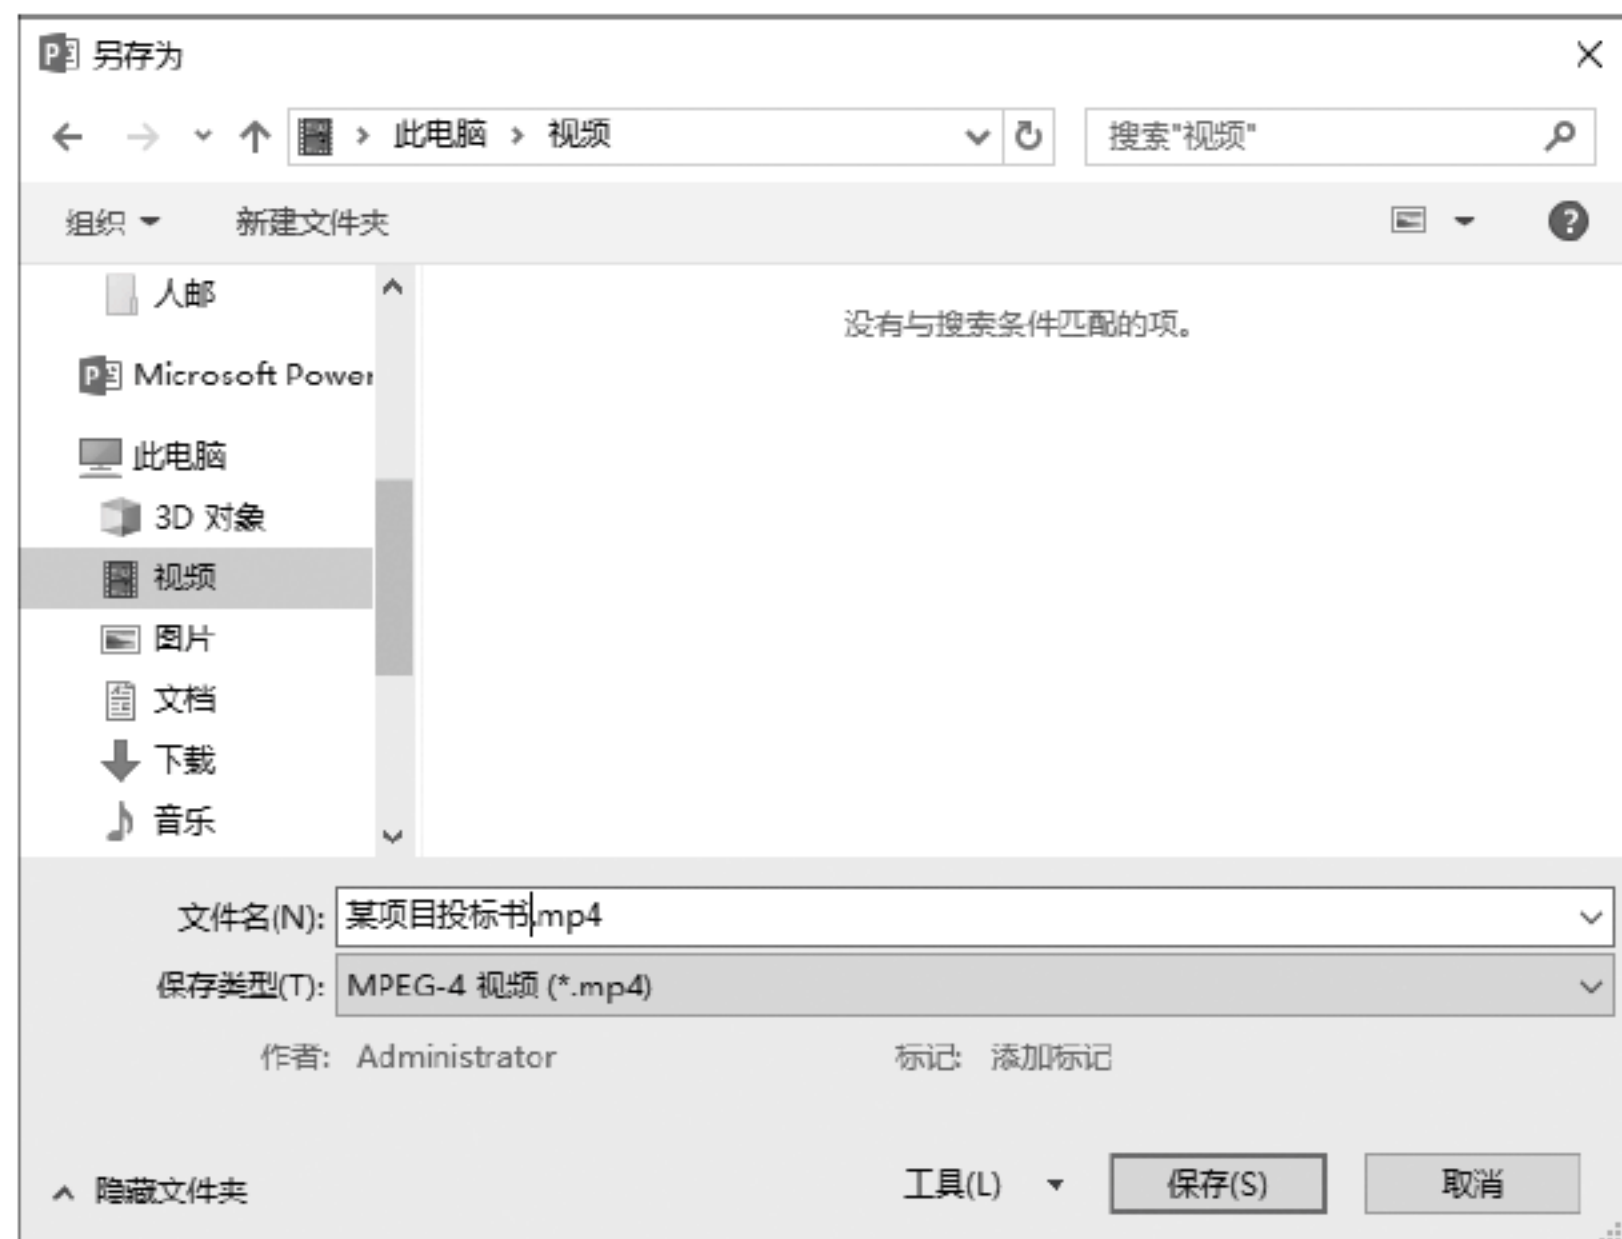 另存为
此电脑 > 视频
搜索"视频"
组织
新建文件夹
人邮
没有与搜索条件匹配的项。
Microsoft Power
此电脑
3D 对象
视频
图片
文档
下载
音乐
文件名(N): 某项目投标书.mp4
保存类型(T): MPEG-4 视频 (*.mp4)
作者: Administrator 标记: 添加标记
隐藏文件夹 工具(L) 保存(S) 取消